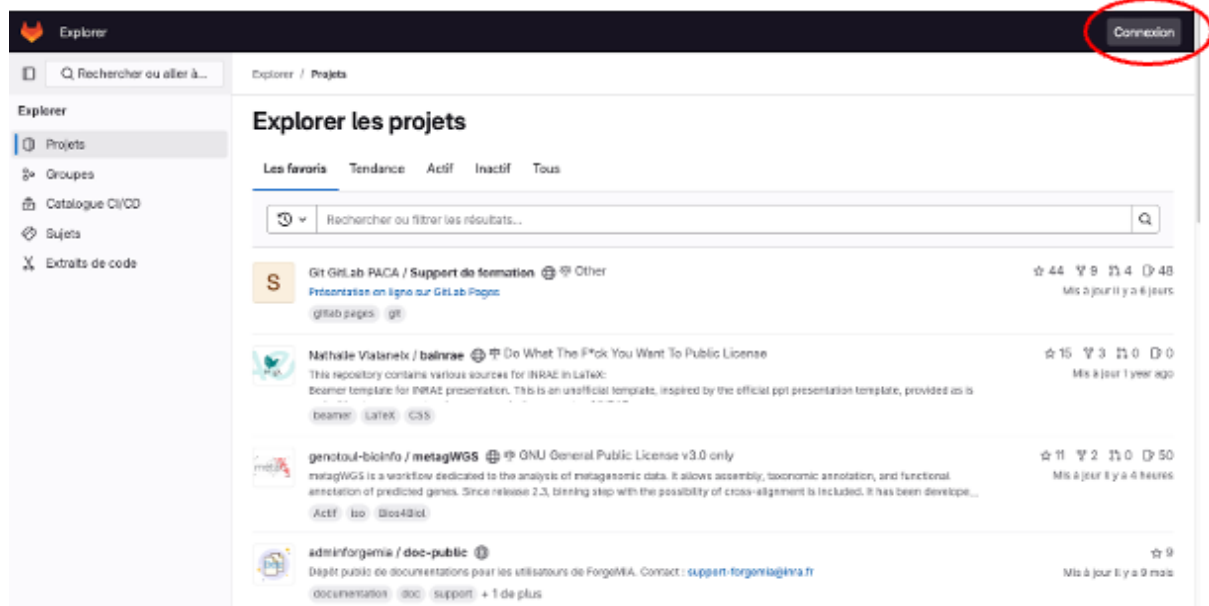 Explorer
Connexion
Rechercher ou aller à...
Explorer / Projets
Explorer
Projets
Groupes
Catalogue CI/CD
Sujets
Extraits de code
Explorer les projets
Les favoris Tendance Actif Inactif Tous
Rechercher ou filtrer les résultats...
S
Git GitLab PACA / Support de formation Other
44 9 4 48
Présentation en ligne sur GitLab Pages
Mis à jour il y a 6 jours
gitlab pages git
Nathalie Vialaneix / bainrae Do What The F*ck You Want To Public License
15 3 0 0
This repository contains various sources for INRAE in LaTeX:
Mis à jour 1 year ago
Beamer template for INRAE presentation. This is an unofficial template, inspired by the official ppt presentation template, provided as is
beamer LaTeX CSS
metag
genotoul-bioinfo / metagWGS GNU General Public License v3.0 only
11 2 0 50
metagWGS is a workflow dedicated to the analysis of metagenomic data. It allows assembly, taxonomic annotation, and functional
Mis à jour il y a 4 heures
annotation of predicted genes. Since release 2.3, binning step with the possibility of cross-alignment is included. It has been develope...
Actif iso Bios4Biol
adminforgemia / doc-public
9
Dépôt public de documentations pour les utilisateurs de ForgeMIA. Contact : support-forgemia@inra.fr
Mis à jour il y a 9 mois
documentation doc support + 1 de plus